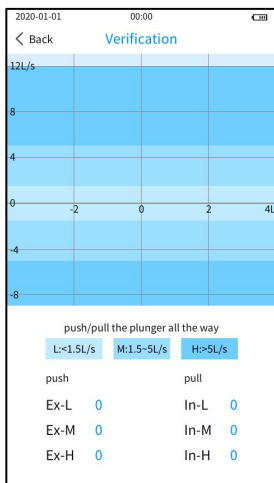 2020-01-01 00:00
< Back Verification
12L/s
8
4
0
-2 0 2 4L
-4
-8
push/pull the plunger all the way
L:<1.5L/s M:1.5~5L/s H:>5L/s
push pull
Ex-L 0 In-L 0
Ex-M 0 In-M 0
Ex-H 0 In-H 0